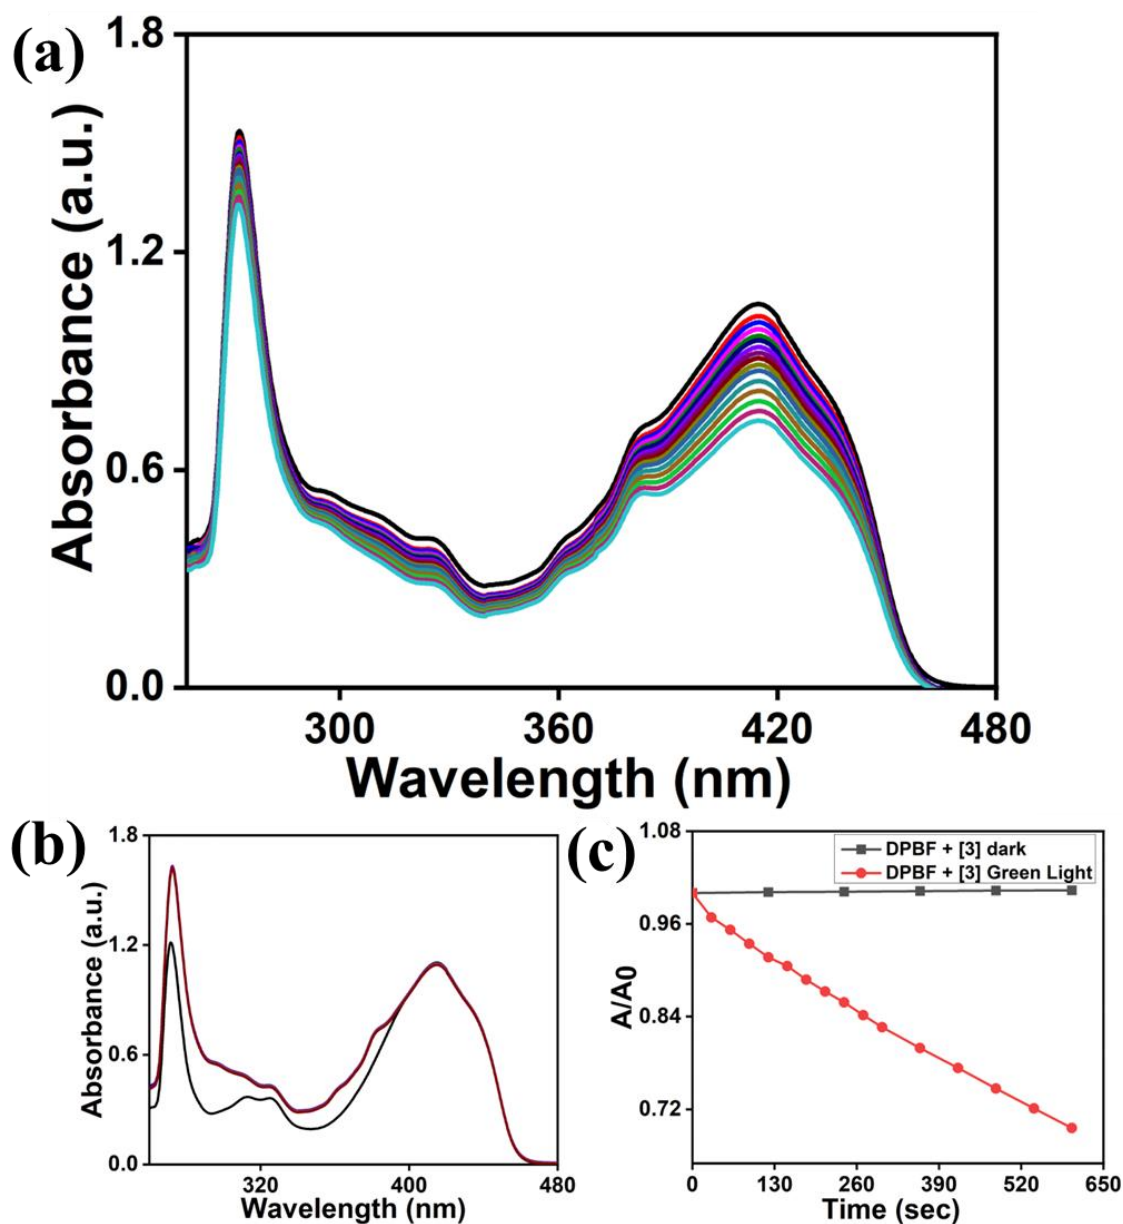 (a)
Absorbance (a.u.)
1.8
1.2
0.6
0.0
300 360 420 480
Wavelength (nm)
(b)
Absorbance (a.u.)
1.8
1.2
0.6
0.0
320 400 480
Wavelength (nm)
(c)
A/A0
1.08
0.96
0.84
0.72
DPBF + [3] dark
DPBF + [3] Green Light
0 130 260 390 520 650
Time (sec)